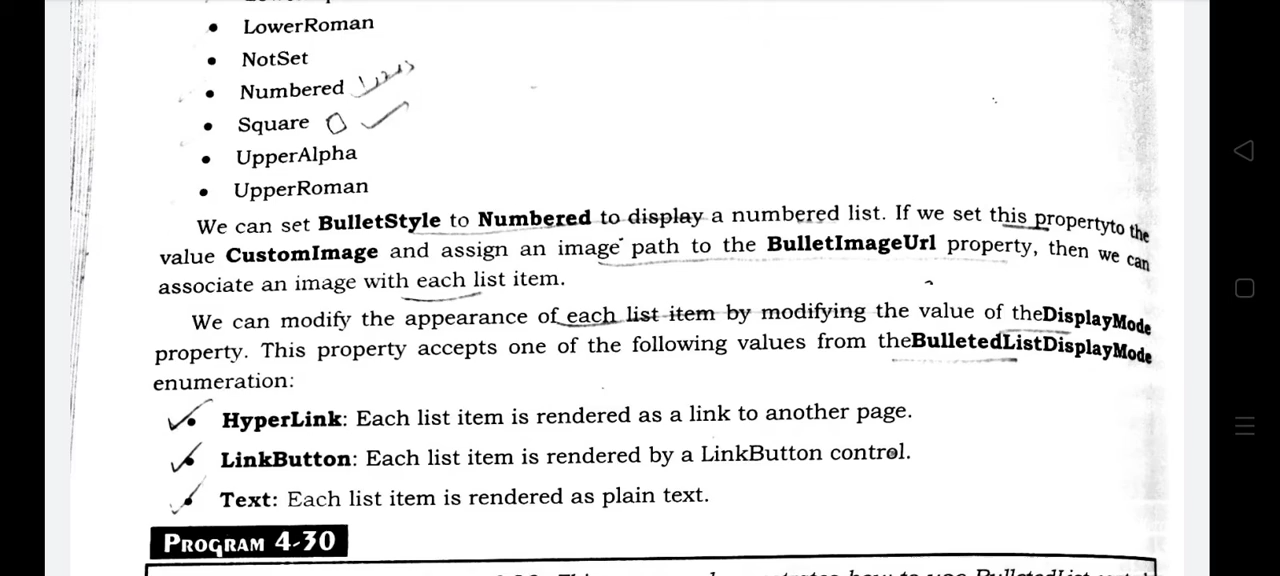 • LowerRoman
• NotSet
• Numbered
• Square
• UpperAlpha
• UpperRoman
We can set BulletStyle to Numbered to display a numbered list. If we set this propertyto the
value CustomImage and assign an image path to the BulletImageUrl property, then we can
associate an image with each list item.
We can modify the appearance of each list item by modifying the value of theDisplayMode
property. This property accepts one of the following values from theBulletedListDisplayMode
enumeration:
• HyperLink: Each list item is rendered as a link to another page.
• LinkButton: Each list item is rendered by a LinkButton control.
• Text: Each list item is rendered as plain text.
PROGRAM 4-30